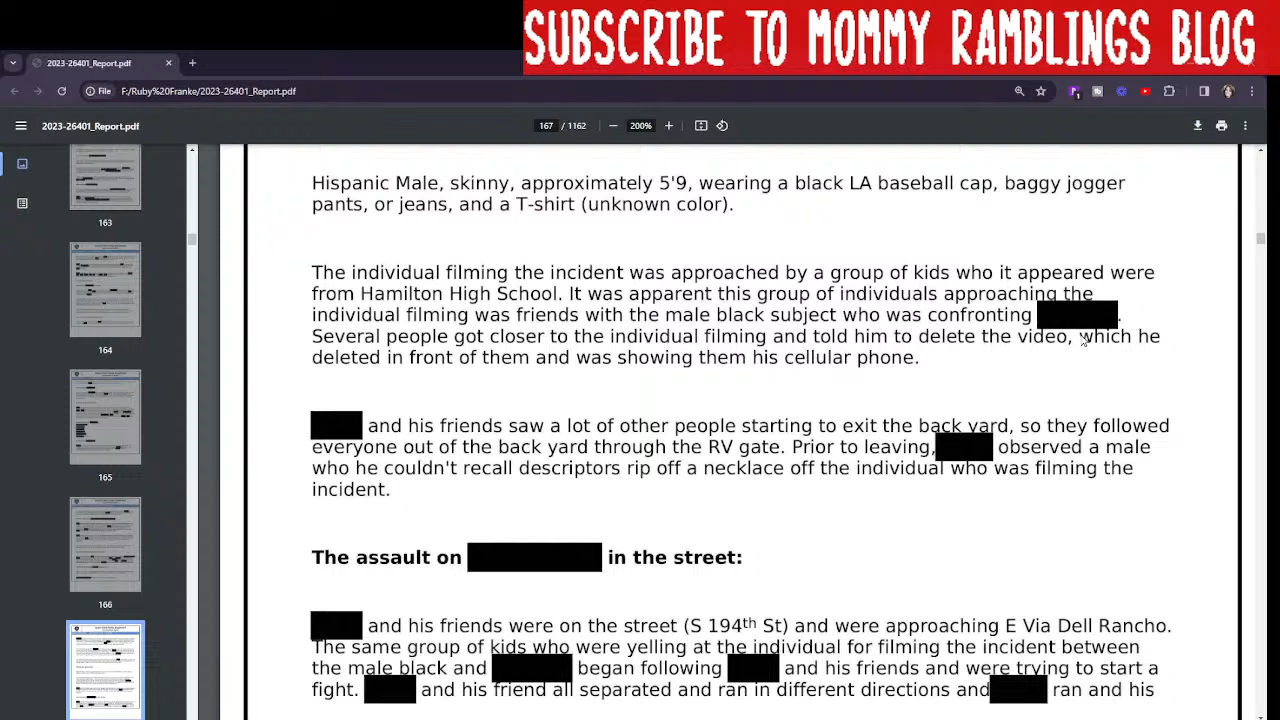 SUBSCRIBE TO MOMMY RAMBLINGS BLOG
2023-26401_Report.pdf
File F:/Ruby%20Franke/2023-26401_Report.pdf
2023-26401_Report.pdf 167 / 1162 200%
163
164
165
166
Hispanic Male, skinny, approximately 5'9, wearing a black LA baseball cap, baggy jogger
pants, or jeans, and a T-shirt (unknown color).
The individual filming the incident was approached by a group of kids who it appeared were
from Hamilton High School. It was apparent this group of individuals approaching the
individual filming was friends with the male black subject who was confronting .
Several people got closer to the individual filming and told him to delete the video, which he
deleted in front of them and was showing them his cellular phone.
and his friends saw a lot of other people starting to exit the back yard, so they followed
everyone out of the back yard through the RV gate. Prior to leaving, observed a male
who he couldn't recall descriptors rip off a necklace off the individual who was filming the
incident.
The assault on in the street:
and his friends were on the street (S 194th St) and were approaching E Via Dell Rancho.
The same group of kids who were yelling at the individual for filming the incident between
the male black and began following and his friends and were trying to start a
fight. and his friend all separated and ran in different directions and ran and his